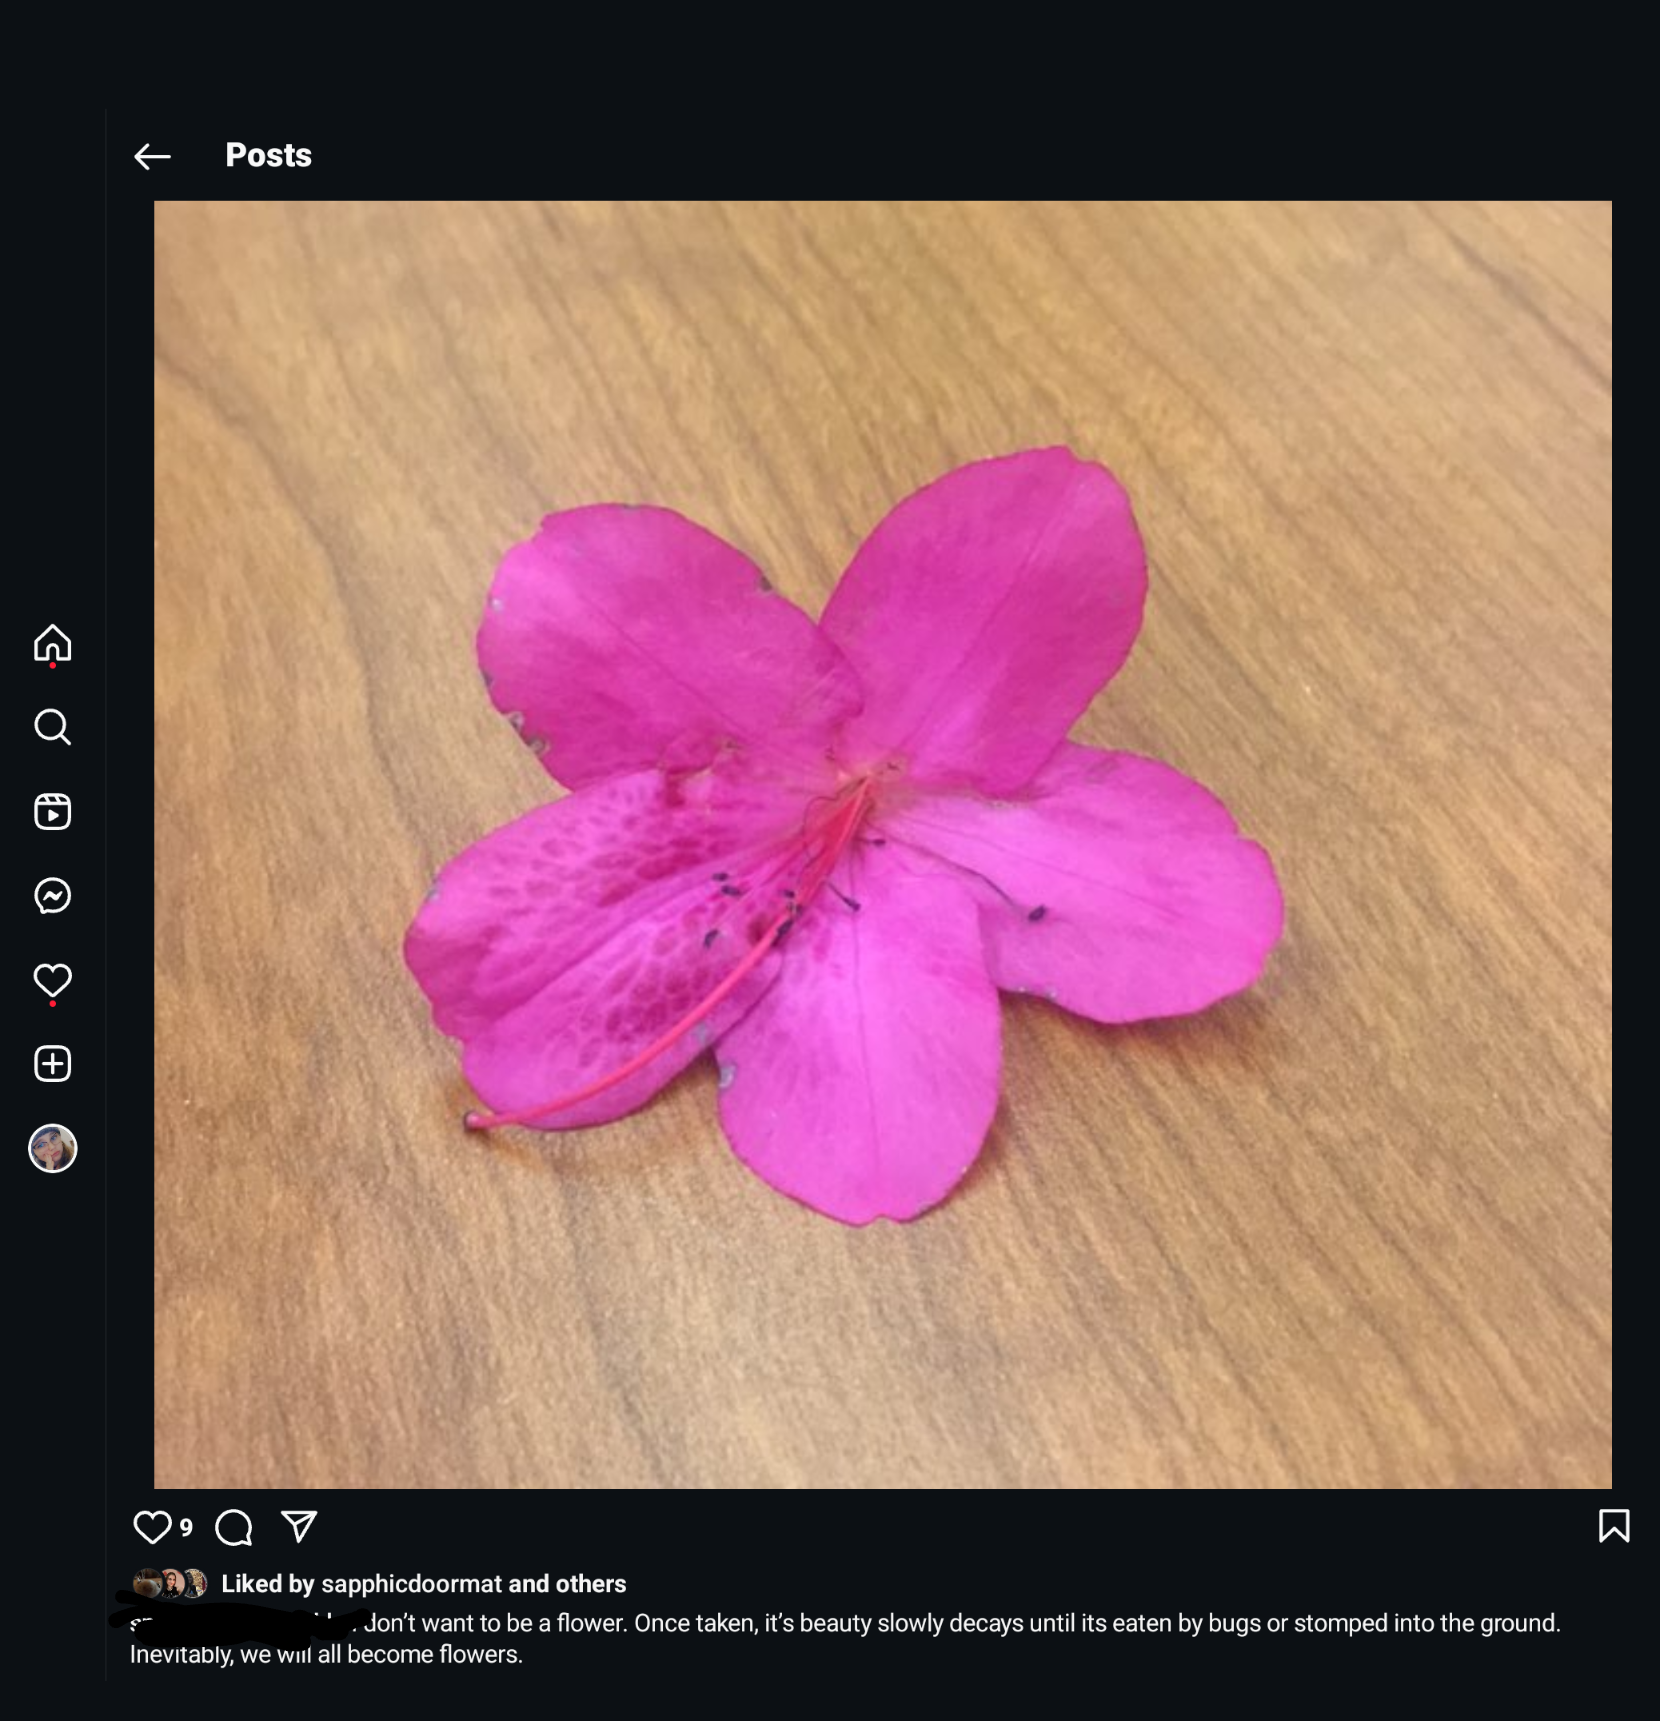 Posts
9
Liked by sapphicdoormat and others
don’t want to be a flower. Once taken, it’s beauty slowly decays until its eaten by bugs or stomped into the ground.
Inevitably, we will all become flowers.